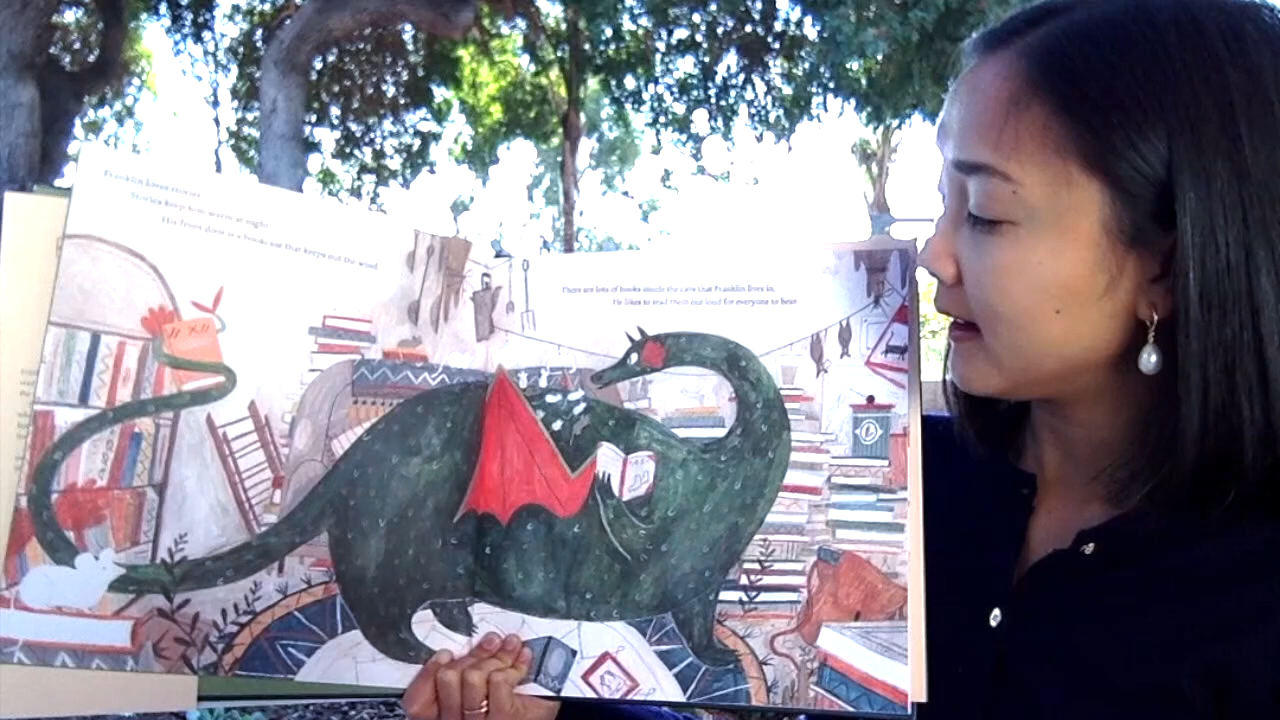 Franklin loves stories.
Stories keep him warm at night.
His front door is a bookcase that keeps out the wind.
There are lots of books inside the cave that Franklin lives in.
He likes to read them out loud for everyone to hear.